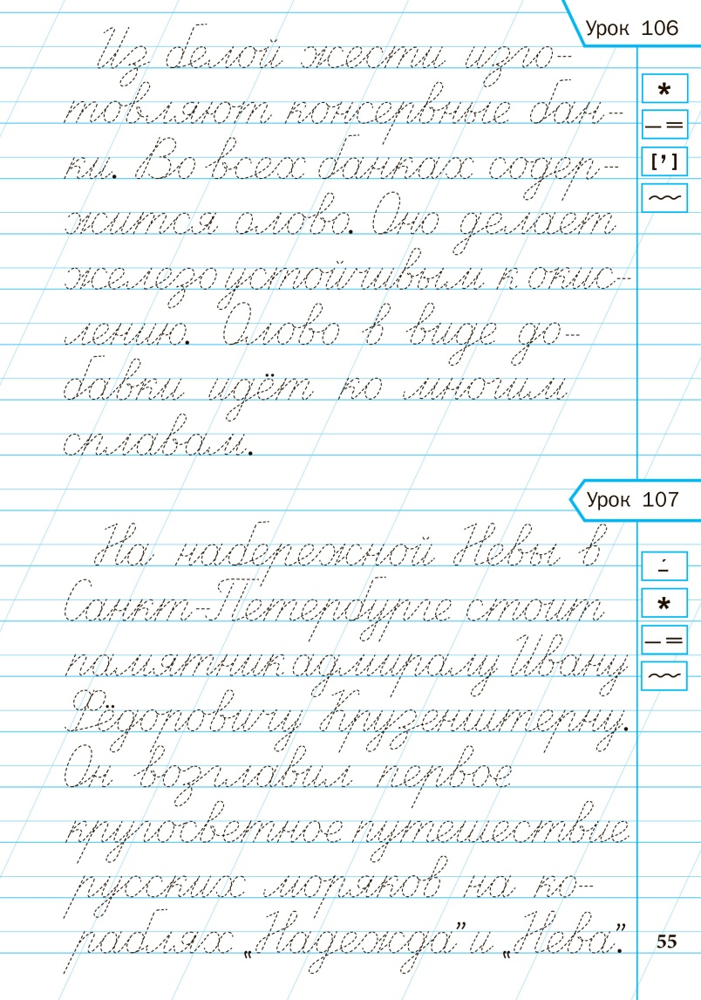 Урок 106
Из белой жести изго-
товляют консервные бан-
ки. Во всех банках содер-
жится олово. Оно делает
железо устойчивым к окис-
лению. Олово в виде до-
бавки идёт ко многим
сплавам.
Урок 107
На набережной Невы в
Санкт-Петербурге стоит
памятник адмиралу Ивану
Фёдоровичу Крузенштерну.
Он возглавил первое
кругосветное путешествие
русских моряков на ко-
раблях „Надежда” и „Нева”.
55